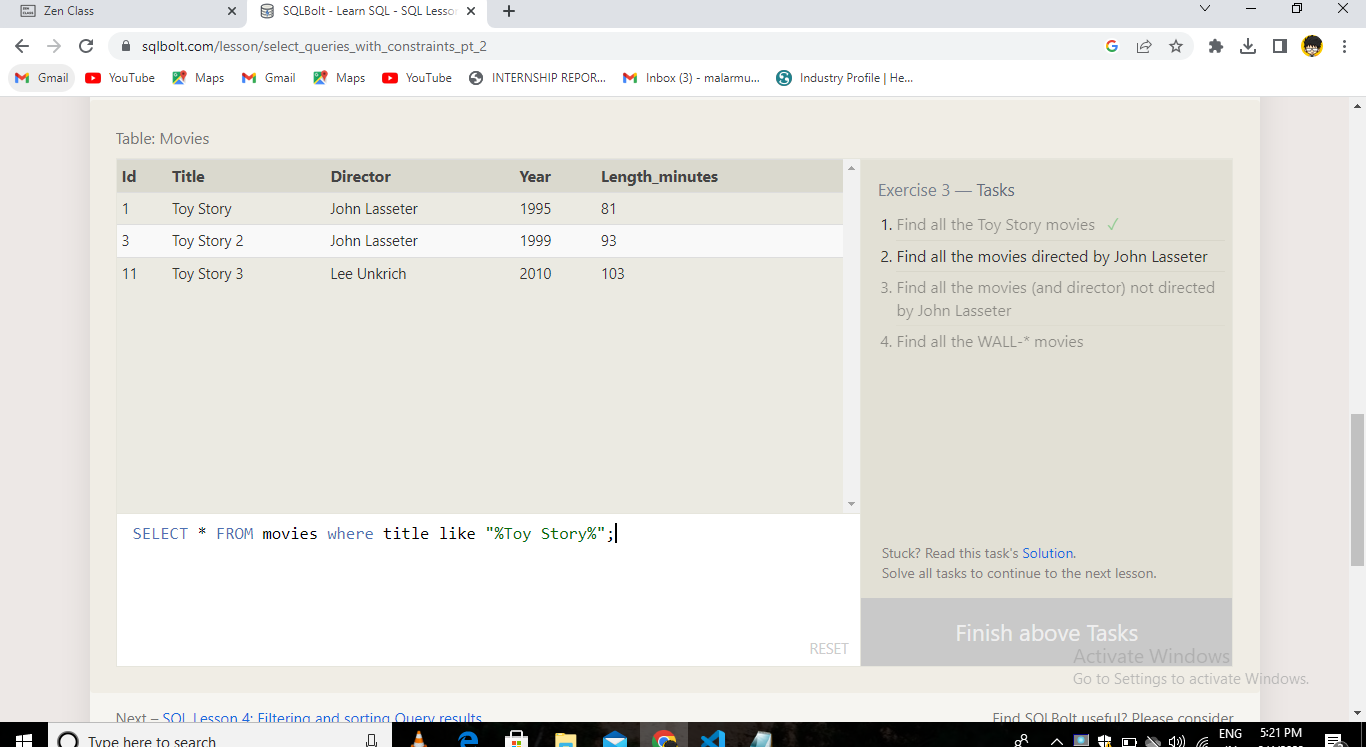 Zen Class
SQLBolt - Learn SQL - SQL Lesson
sqlbolt.com/lesson/select_queries_with_constraints_pt_2
Gmail YouTube Maps Gmail Maps YouTube INTERNSHIP REPOR... Inbox (3) - malarmu... Industry Profile | He...
Table: Movies
Id Title Director Year Length_minutes
1 Toy Story John Lasseter 1995 81
3 Toy Story 2 John Lasseter 1999 93
11 Toy Story 3 Lee Unkrich 2010 103
SELECT * FROM movies where title like "%Toy Story%";
RESET
Exercise 3 — Tasks
1. Find all the Toy Story movies ✓
2. Find all the movies directed by John Lasseter
3. Find all the movies (and director) not directed
by John Lasseter
4. Find all the WALL-* movies
Stuck? Read this task's Solution.
Solve all tasks to continue to the next lesson.
Finish above Tasks
Activate Windows
Go to Settings to activate Windows.
Next – SQL Lesson 4: Filtering and sorting Query results
Find SQLBolt useful? Please consider
Type here to search
ENG
5:21 PM